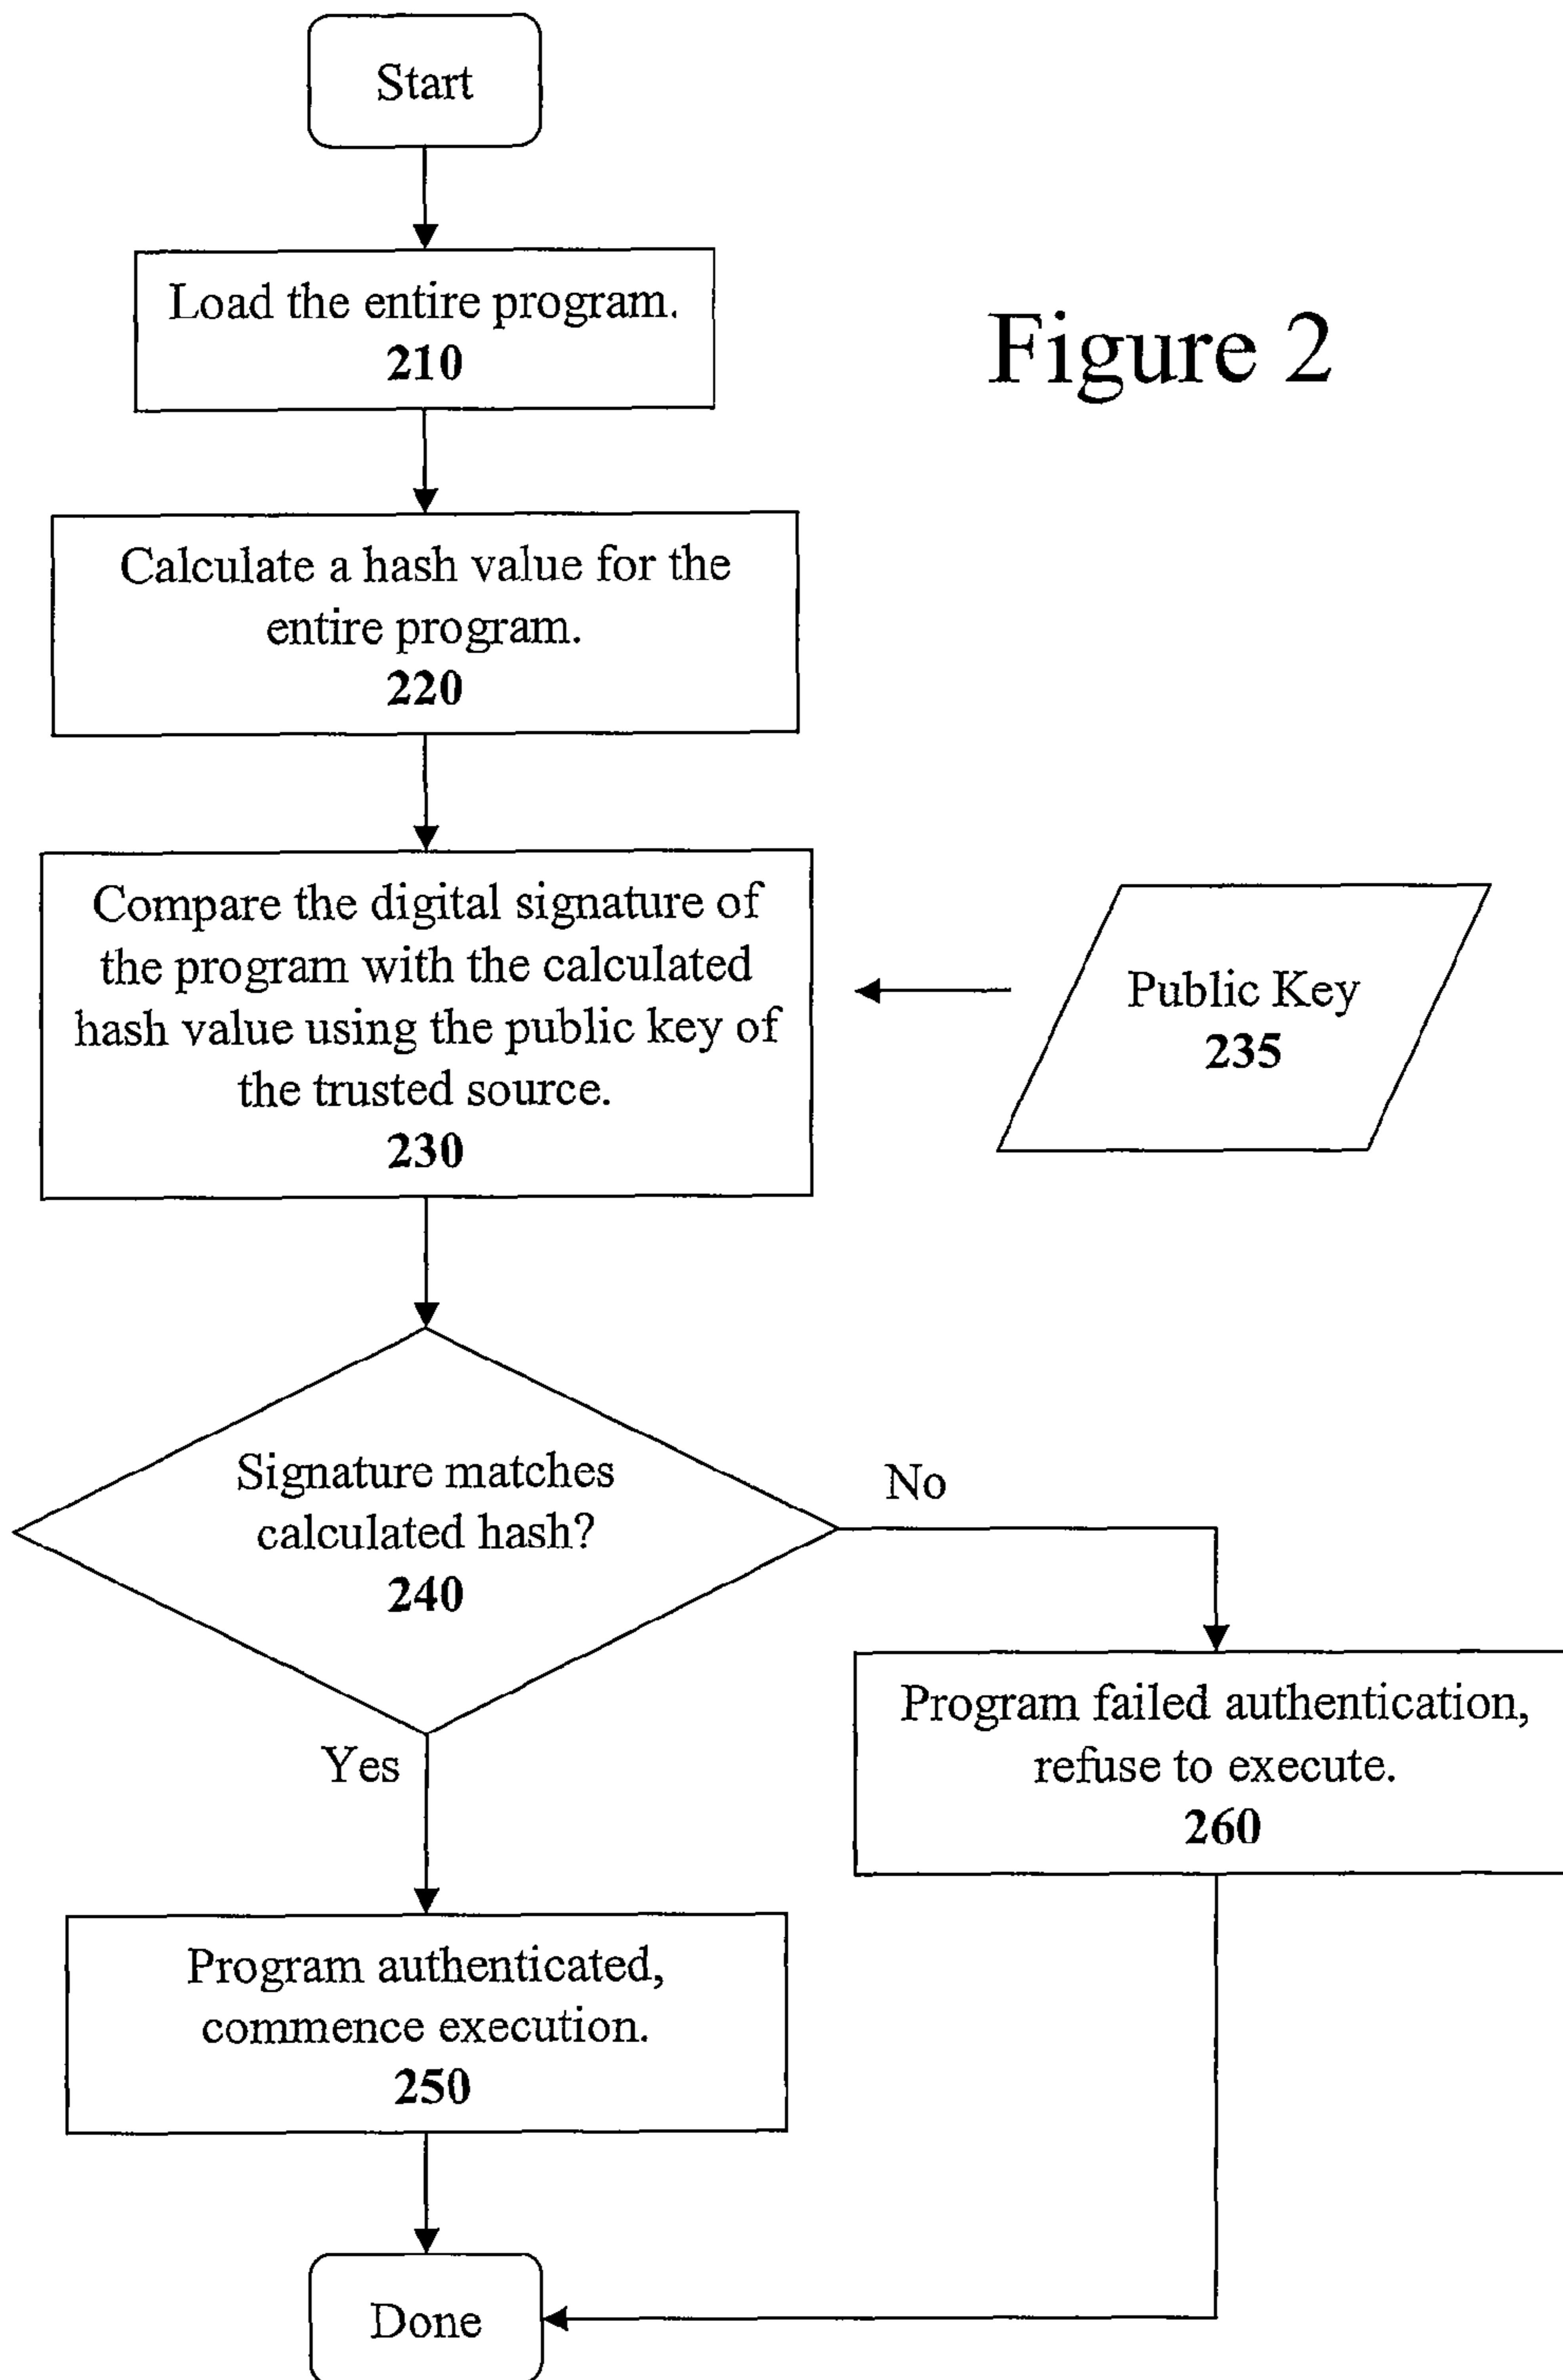 Start
Load the entire program.
210
Figure 2
Calculate a hash value for the
entire program.
220
Compare the digital signature of
the program with the calculated
hash value using the public key of
the trusted source.
230
Public Key
235
Signature matches
calculated hash?
240
No
Yes
Program failed authentication,
refuse to execute.
260
Program authenticated,
commence execution.
250
Done